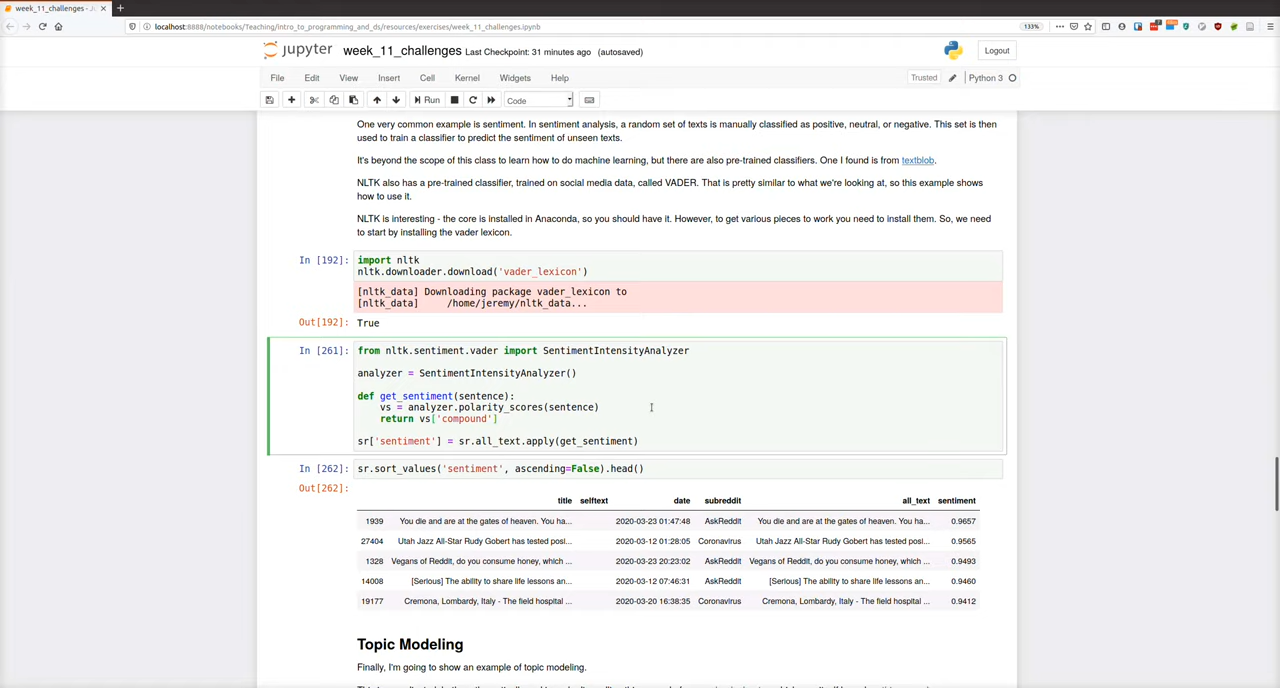 week_11_challenges - Ju
localhost:8888/notebooks/Teaching/Intro_to_programming_and_ds/resources/exercises/week_11_challenges.ipynb
133%
jupyter week_11_challenges Last Checkpoint: 31 minutes ago (autosaved)
Logout
File Edit View Insert Cell Kernel Widgets Help
Trusted Python 3
Run Code
One very common example is sentiment. In sentiment analysis, a random set of texts is manually classified as positive, neutral, or negative. This set is then
used to train a classifier to predict the sentiment of unseen texts.
It's beyond the scope of this class to learn how to do machine learning, but there are also pre-trained classifiers. One I found is from textblob.
NLTK also has a pre-trained classifier, trained on social media data, called VADER. That is pretty similar to what we're looking at, so this example shows
how to use it.
NLTK is interesting - the core is installed in Anaconda, so you should have it. However, to get various pieces to work you need to install them. So, we need
to start by installing the vader lexicon.
In [192]: import nltk
nltk.downloader.download('vader_lexicon')
[nltk_data] Downloading package vader_lexicon to
[nltk_data]     /home/jeremy/nltk_data...
Out[192]: True
In [261]: from nltk.sentiment.vader import SentimentIntensityAnalyzer
analyzer = SentimentIntensityAnalyzer()
def get_sentiment(sentence):
    vs = analyzer.polarity_scores(sentence)
    return vs['compound']
sr['sentiment'] = sr.all_text.apply(get_sentiment)
In [262]: sr.sort_values('sentiment', ascending=False).head()
Out[262]:
title selftext date subreddit all_text sentiment
1939 You die and are at the gates of heaven. You ha... 2020-03-23 01:47:48 AskReddit You die and are at the gates of heaven. You ha... 0.9657
27404 Utah Jazz All-Star Rudy Gobert has tested posi... 2020-03-12 01:28:05 Coronavirus Utah Jazz All-Star Rudy Gobert has tested posi... 0.9565
1328 Vegans of Reddit, do you consume honey, which ... 2020-03-23 20:23:02 AskReddit Vegans of Reddit, do you consume honey, which ... 0.9493
14008 [Serious] The ability to share life lessons an... 2020-03-12 07:46:31 AskReddit [Serious] The ability to share life lessons an... 0.9460
19177 Cremona, Lombardy, Italy - The field hospital ... 2020-03-20 16:38:35 Coronavirus Cremona, Lombardy, Italy - The field hospital ... 0.9412
Topic Modeling
Finally, I'm going to show an example of topic modeling.